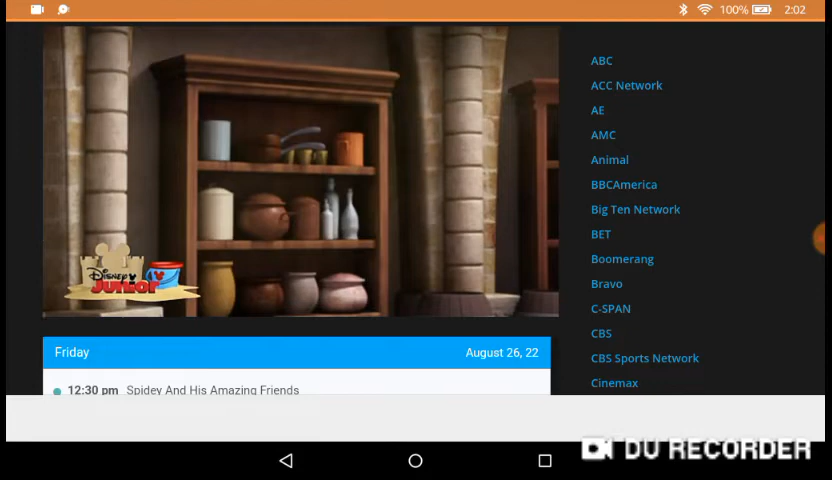 100% 2:02
ABC
ACC Network
AE
AMC
Animal
BBCAmerica
Big Ten Network
BET
Boomerang
Bravo
C-SPAN
CBS
CBS Sports Network
Cinemax
Disney
Junior
Friday August 26, 22
12:30 pm Spidey And His Amazing Friends
DU RECORDER